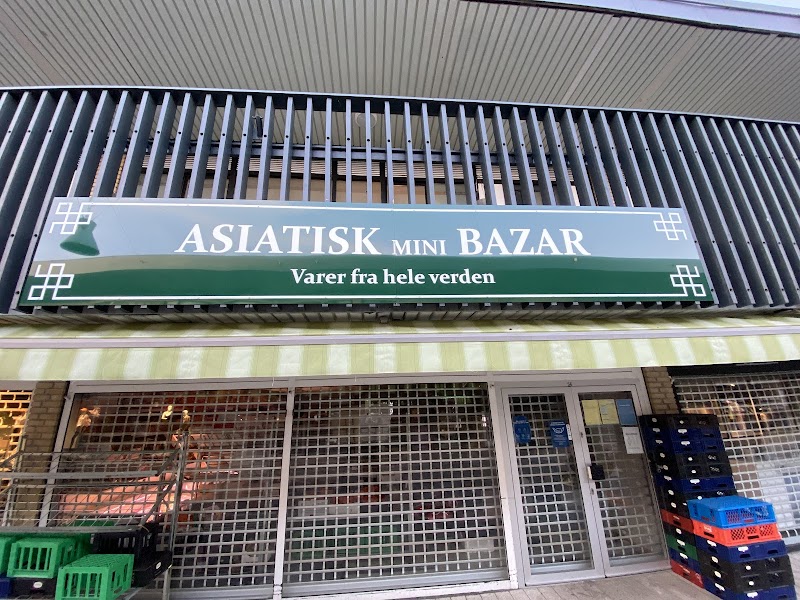 ASIATISK MINI BAZAR
Varer fra hele verden